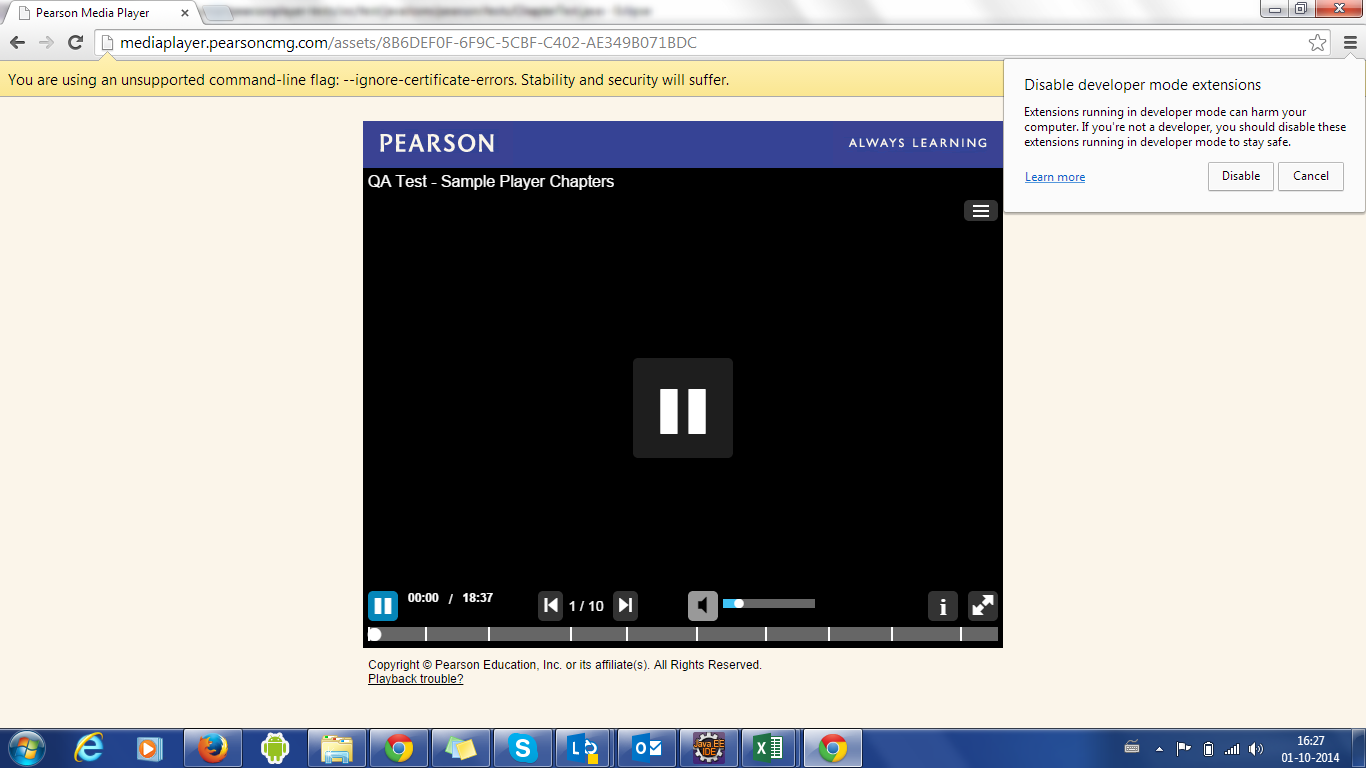 Pearson Media Player
mediaplayer.pearsoncmg.com/assets/8B6DEF0F-6F9C-5CBF-C402-AE349B071BDC
You are using an unsupported command-line flag: --ignore-certificate-errors. Stability and security will suffer.
Disable developer mode extensions
Extensions running in developer mode can harm your
computer. If you're not a developer, you should disable these
extensions running in developer mode to stay safe.
Learn more
Disable
Cancel
PEARSON
ALWAYS LEARNING
QA Test - Sample Player Chapters
00:00 / 18:37
1 / 10
i
Copyright © Pearson Education, Inc. or its affiliate(s). All Rights Reserved.
Playback trouble?
Java EE
IDE
16:27
01-10-2014